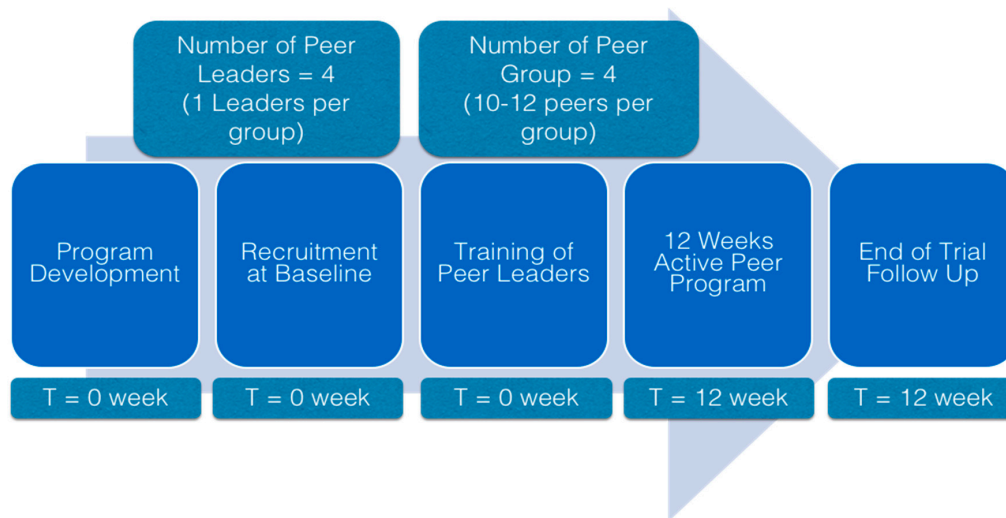 Number of Peer
Leaders = 4
(1 Leaders per
group)
Number of Peer
Group = 4
(10-12 peers per
group)
Program
Development
Recruitment
at Baseline
Training of
Peer Leaders
12 Weeks
Active Peer
Program
End of Trial
Follow Up
T = 0 week
T = 0 week
T = 0 week
T = 12 week
T = 12 week